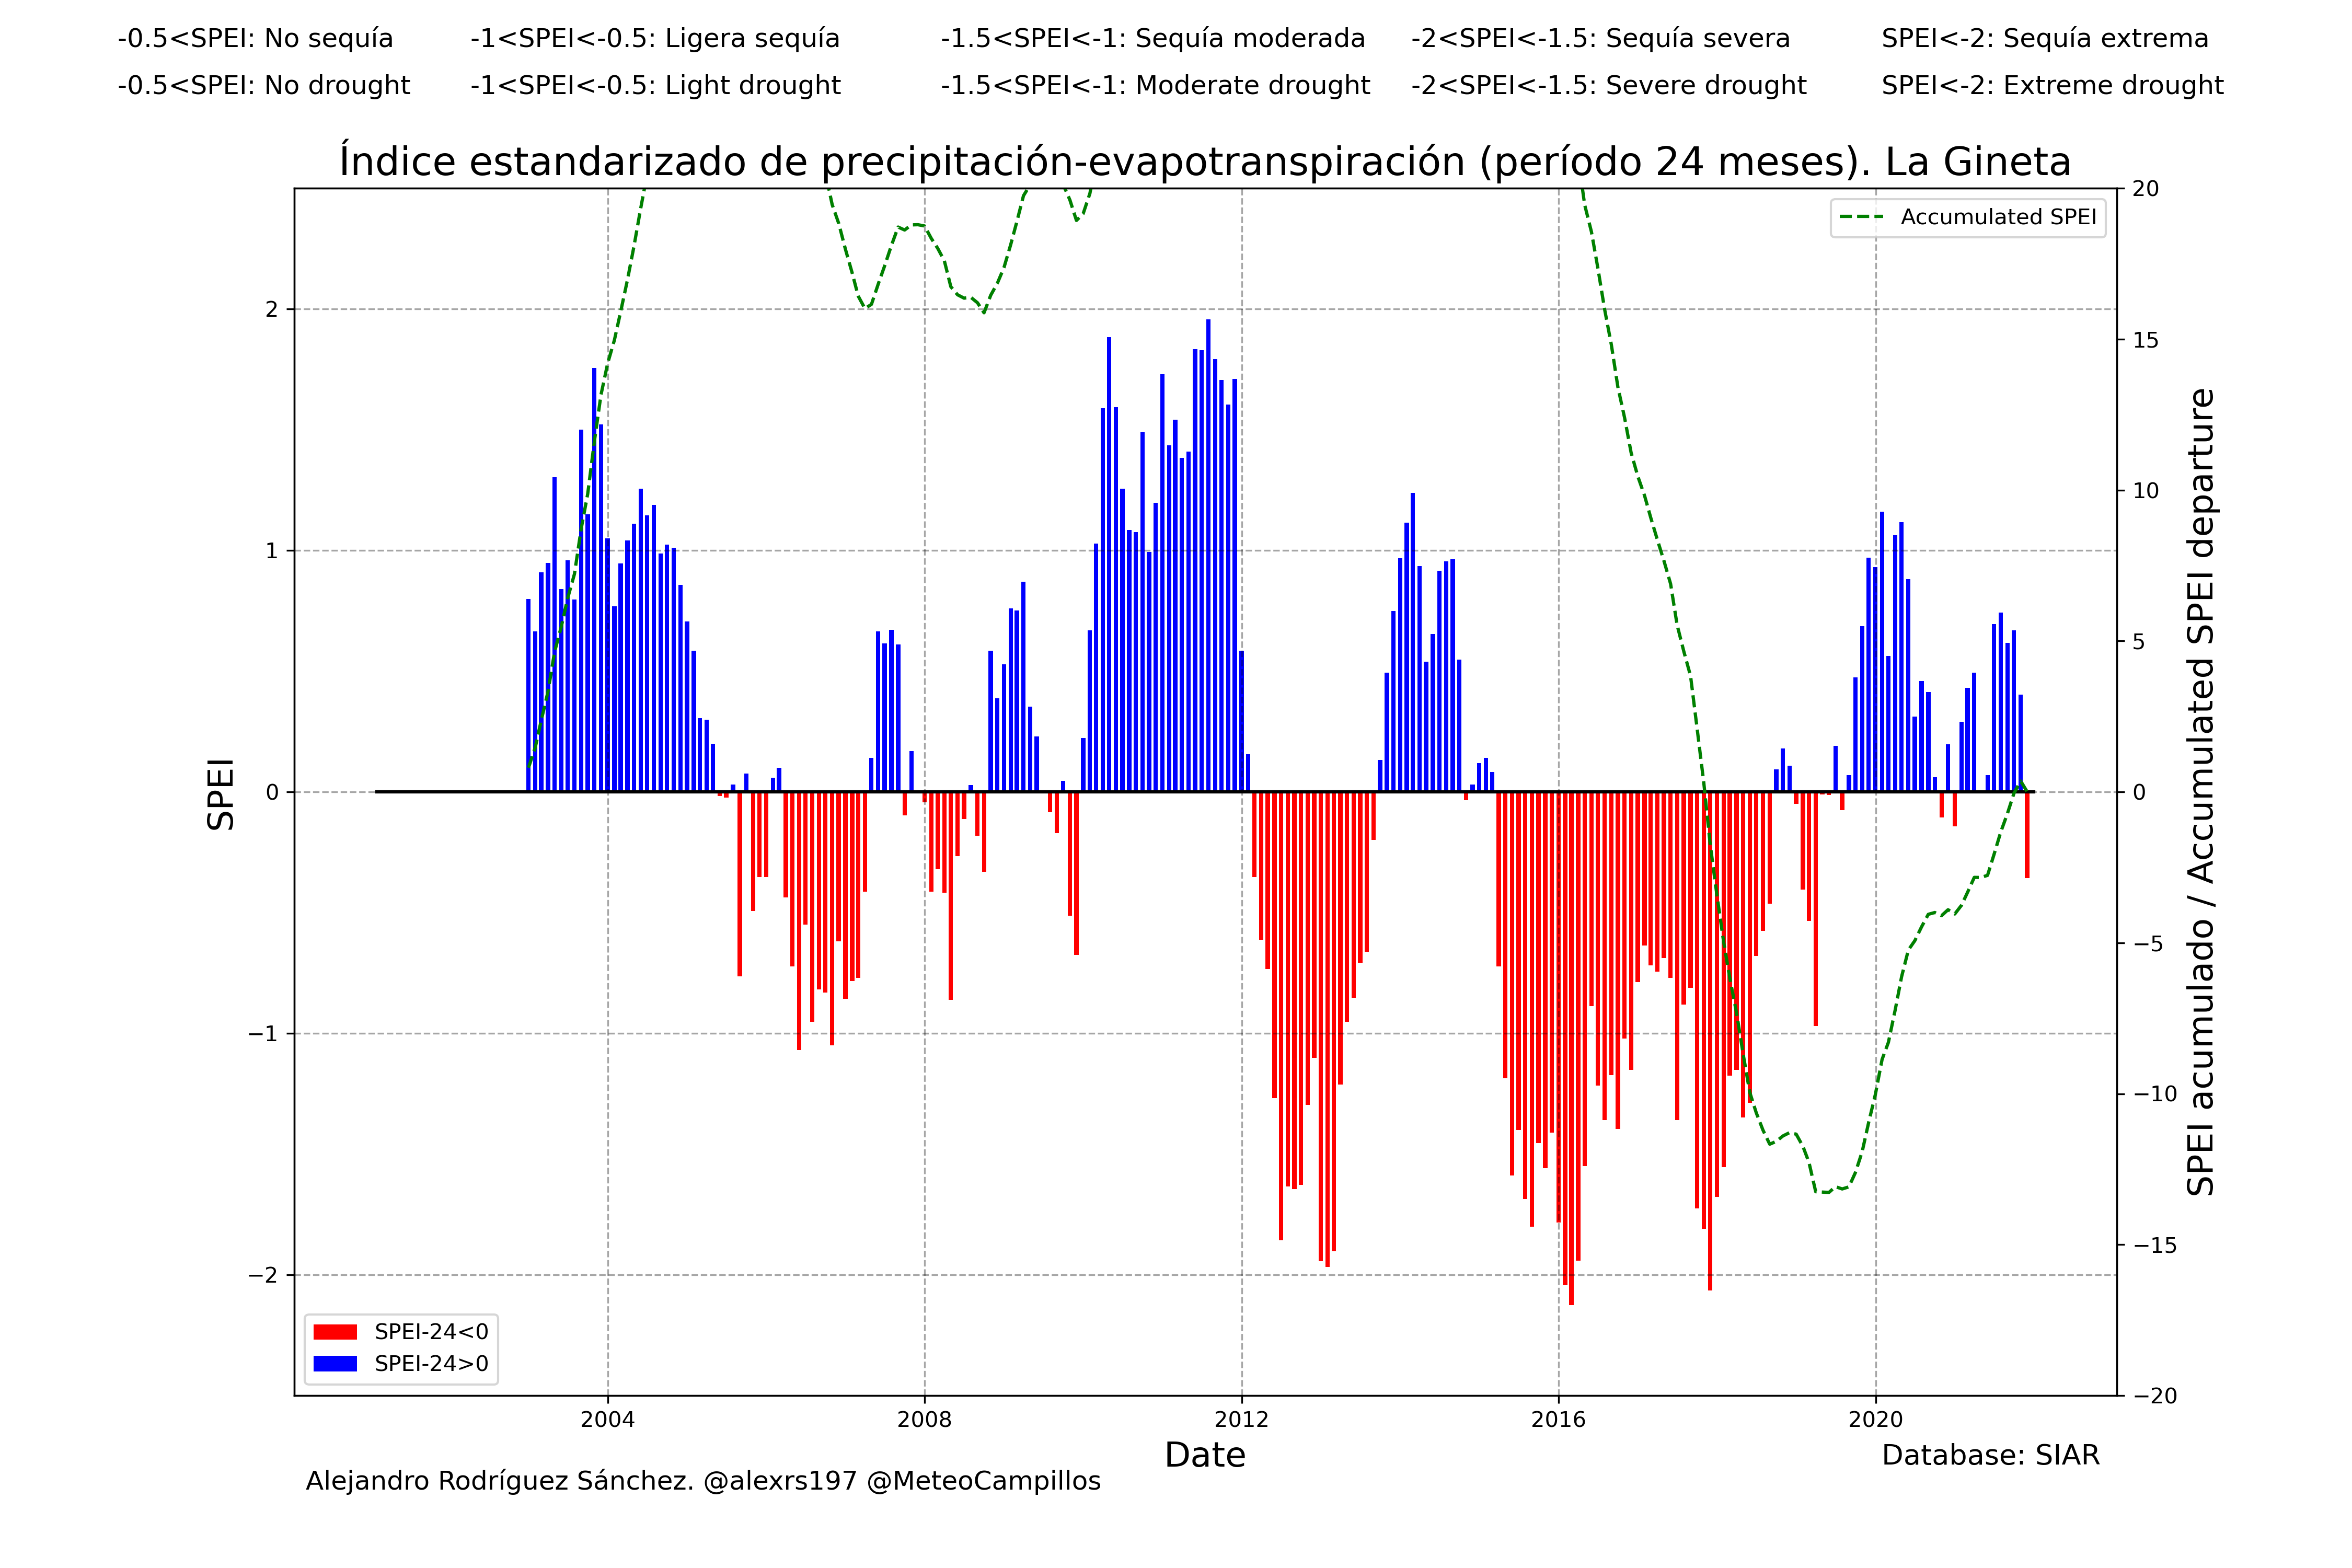 -0.5<SPEI: No sequía -1<SPEI<-0.5: Ligera sequía -1.5<SPEI<-1: Sequía moderada -2<SPEI<-1.5: Sequía severa SPEI<-2: Sequía extrema
-0.5<SPEI: No drought -1<SPEI<-0.5: Light drought -1.5<SPEI<-1: Moderate drought -2<SPEI<-1.5: Severe drought SPEI<-2: Extreme drought
Índice estandarizado de precipitación-evapotranspiración (período 24 meses). La Gineta
Accumulated SPEI
SPEI
2
1
0
−1
−2
20
15
10
5
0
−5
−10
−15
−20
SPEI acumulado / Accumulated SPEI departure
SPEI-24<0
SPEI-24>0
2004 2008 2012 2016 2020
Date
Database: SIAR
Alejandro Rodríguez Sánchez. @alexrs197 @MeteoCampillos